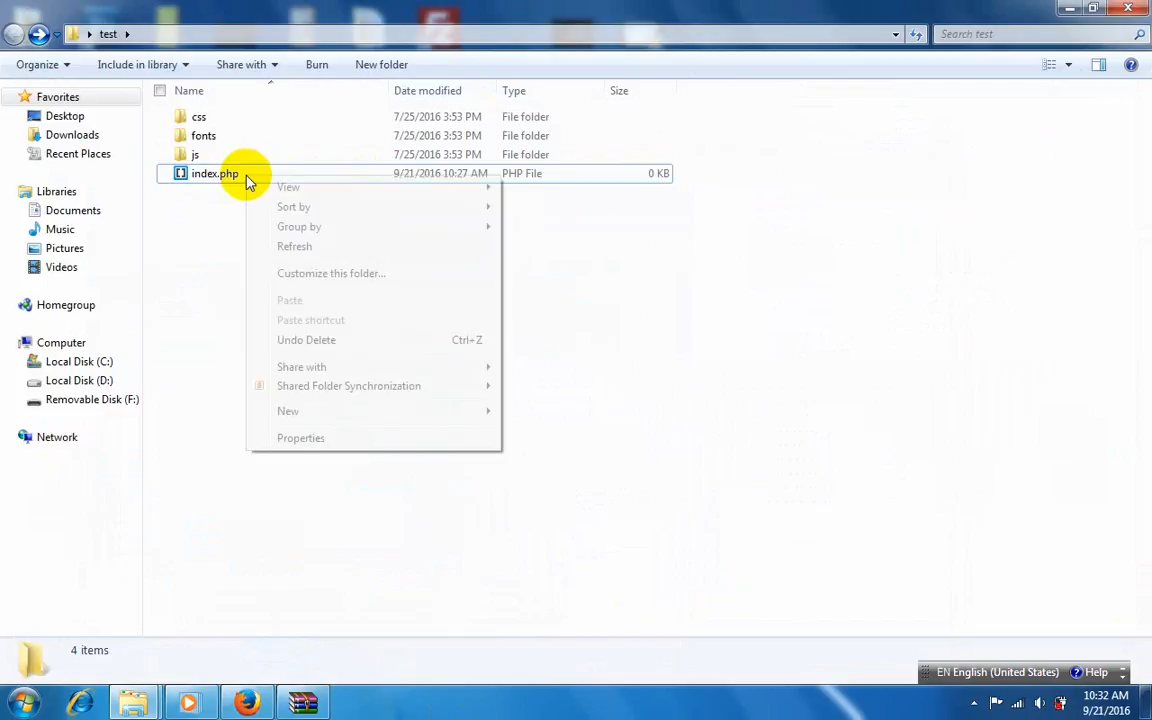 test
Search test
Organize
Include in library
Share with
Burn
New folder
Name
Date modified
Type
Size
Favorites
Desktop
Downloads
Recent Places
Libraries
Documents
Music
Pictures
Videos
Homegroup
Computer
Local Disk (C:)
Local Disk (D:)
Removable Disk (F:)
Network
css 7/25/2016 3:53 PM File folder
fonts 7/25/2016 3:53 PM File folder
js 7/25/2016 3:53 PM File folder
index.php 9/21/2016 10:27 AM PHP File 0 KB
View
Sort by
Group by
Refresh
Customize this folder...
Paste
Paste shortcut
Undo Delete Ctrl+Z
Share with
Shared Folder Synchronization
New
Properties
4 items
EN English (United States) Help
10:32 AM
9/21/2016